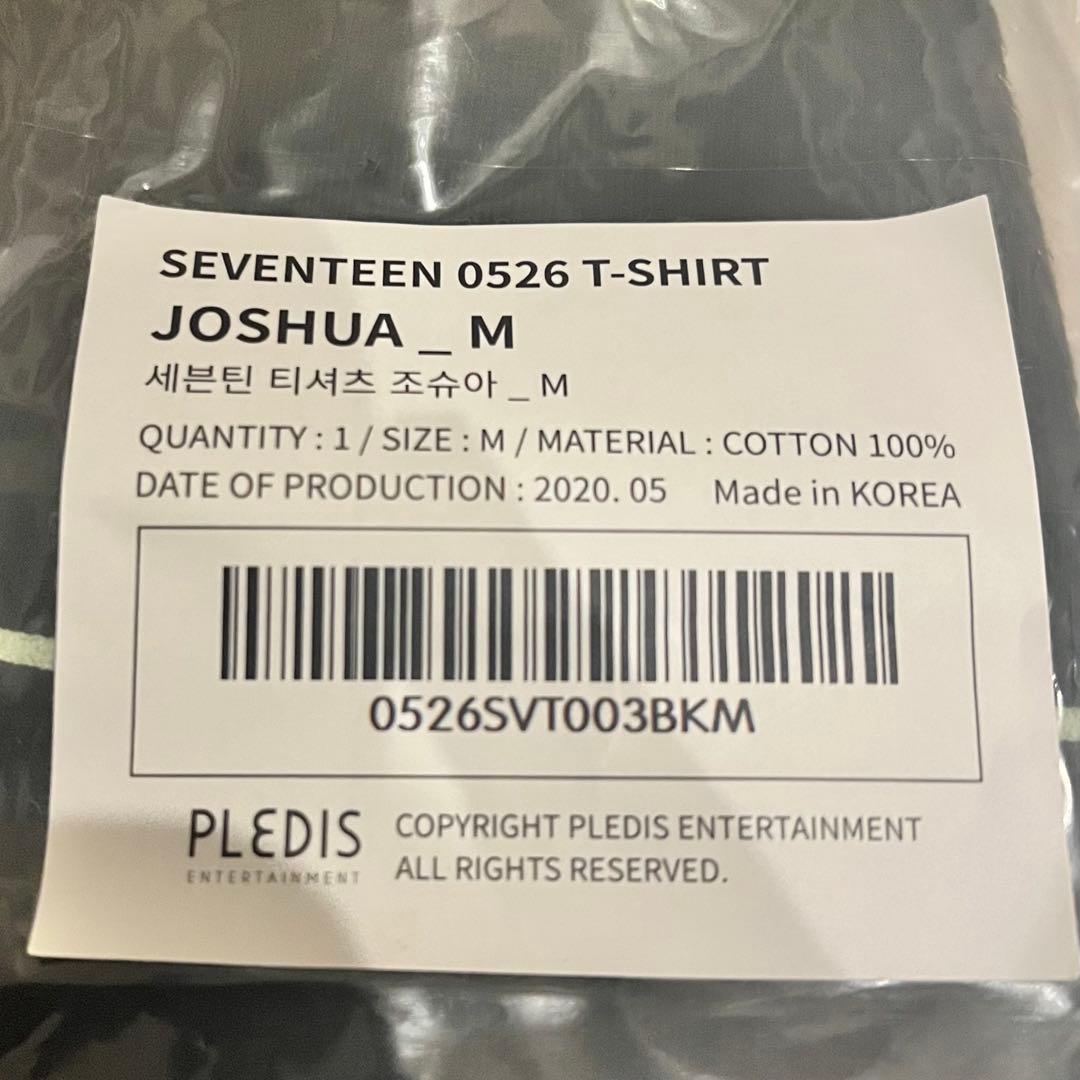 SEVENTEEN 0526 T-SHIRT
JOSHUA _ M
세븐틴 티셔츠 조슈아 _ M
QUANTITY : 1 / SIZE : M / MATERIAL : COTTON 100%
DATE OF PRODUCTION : 2020. 05 Made in KOREA
0526SVT003BKM
PLEDIS
ENTERTAINMENT
COPYRIGHT PLEDIS ENTERTAINMENT
ALL RIGHTS RESERVED.